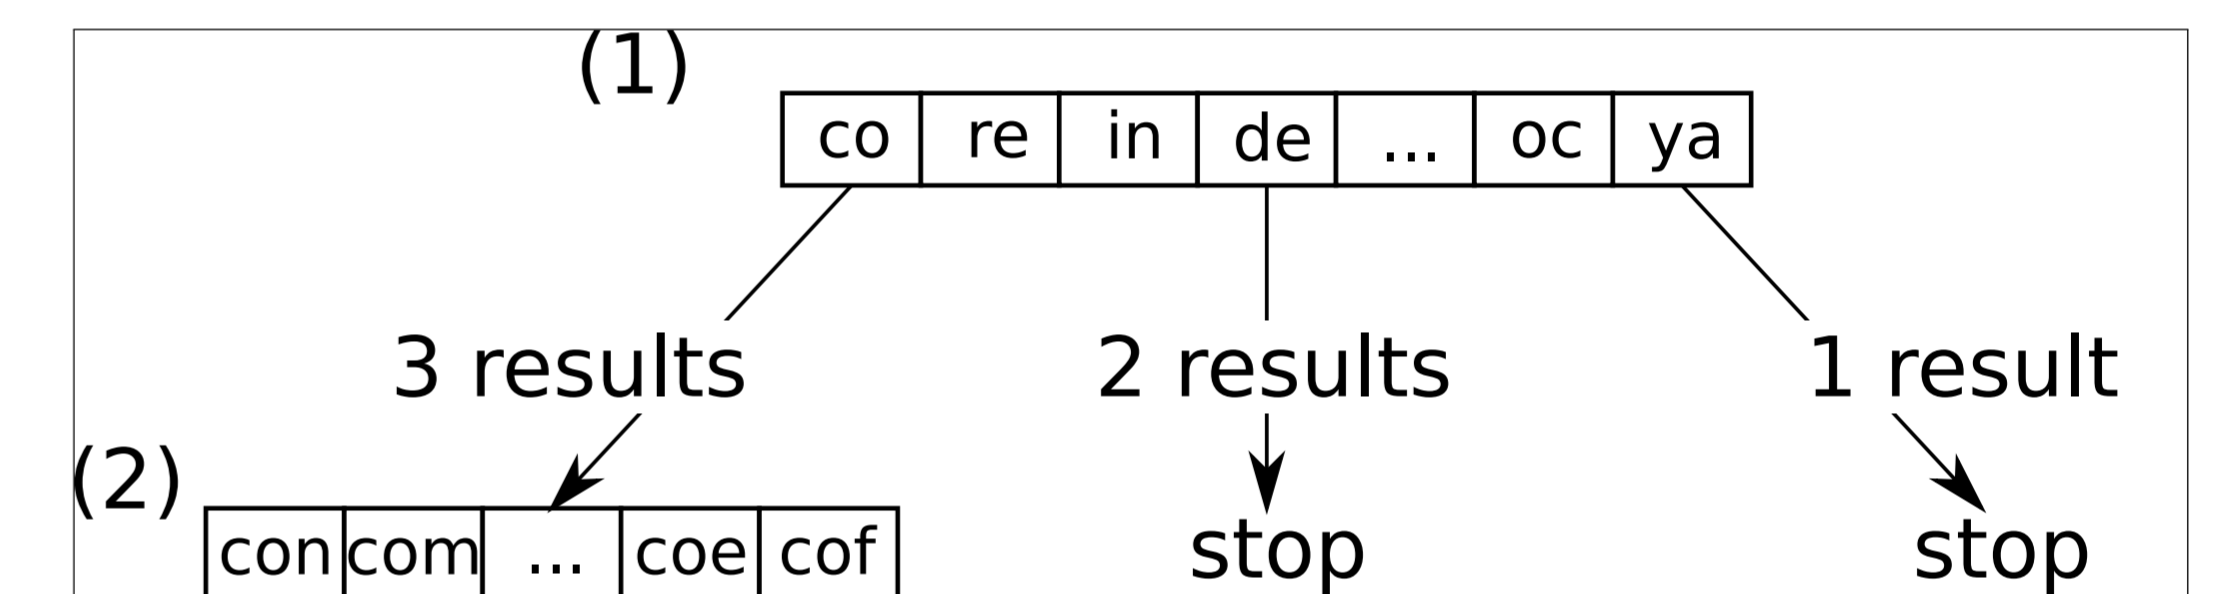 (1)
co re in de ... oc ya
3 results 2 results 1 result
(2)
con com ... coe cof
stop stop